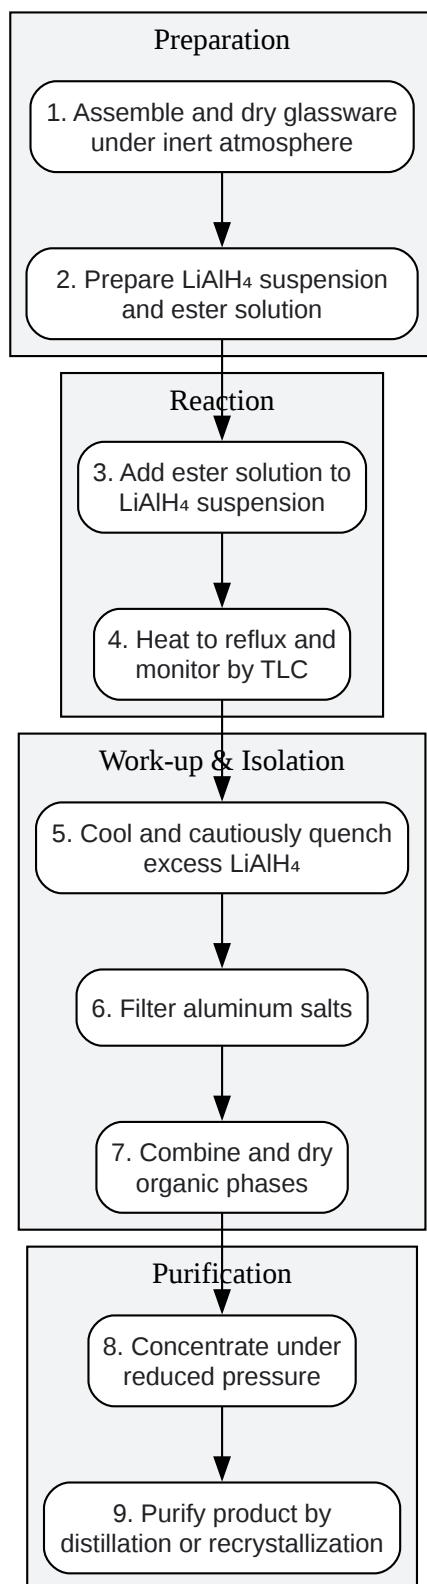 Preparation
1. Assemble and dry glassware
under inert atmosphere
2. Prepare LiAlH₄ suspension
and ester solution
Reaction
3. Add ester solution to
LiAlH₄ suspension
4. Heat to reflux and
monitor by TLC
Work-up & Isolation
5. Cool and cautiously quench
excess LiAlH₄
6. Filter aluminum salts
7. Combine and dry
organic phases
Purification
8. Concentrate under
reduced pressure
9. Purify product by
distillation or recrystallization